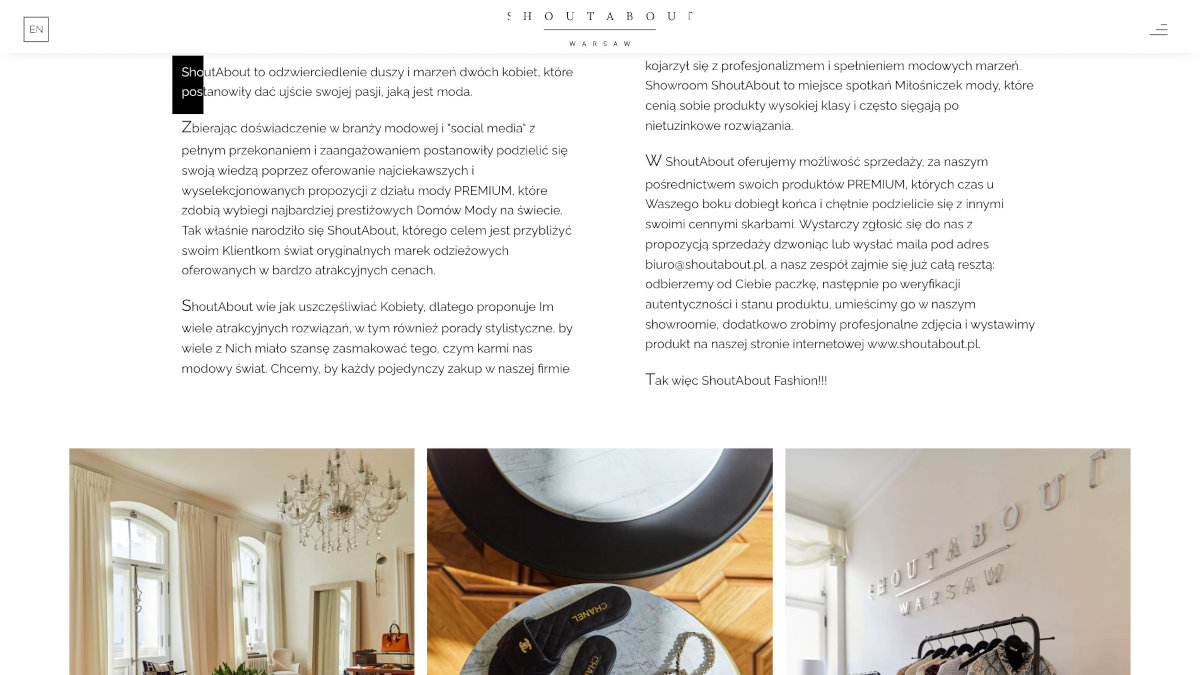 EN
SHOUTABOUT
WARSAW
ShoutAbout to odzwierciedlenie duszy i marzeń dwóch kobiet, które
postanowiły dać ujście swojej pasji, jaką jest moda.
Zbierając doświadczenie w branży modowej i "social media" z
pełnym przekonaniem i zaangażowaniem postanowiły podzielić się
swoją wiedzą poprzez oferowanie najciekawszych i
wyselekcjonowanych propozycji z działu mody PREMIUM, które
zdobią wybiegi najbardziej prestiżowych Domów Mody na świecie.
Tak właśnie narodziło się ShoutAbout, którego celem jest przybliżyć
swoim Klientkom świat oryginalnych marek odzieżowych
oferowanych w bardzo atrakcyjnych cenach.
ShoutAbout wie jak uszczęśliwiać Kobiety, dlatego proponuje Im
wiele atrakcyjnych rozwiązań, w tym również porady stylistyczne, by
wiele z Nich miało szansę zasmakować tego, czym karmi nas
modowy świat. Chcemy, by każdy pojedynczy zakup w naszej firmie
kojarzył się z profesjonalizmem i spełnieniem modowych marzeń.
Showroom ShoutAbout to miejsce spotkań Miłośniczek mody, które
cenią sobie produkty wysokiej klasy i często sięgają po
nietuzinkowe rozwiązania.
W ShoutAbout oferujemy możliwość sprzedaży, za naszym
pośrednictwem swoich produktów PREMIUM, których czas u
Waszego boku dobiegł końca i chętnie podzielicie się z innymi
swoimi cennymi skarbami. Wystarczy zgłosić się do nas z
propozycją sprzedaży dzwoniąc lub wysłać maila pod adres
biuro@shoutabout.pl, a nasz zespół zajmie się już całą resztą:
odbierzemy od Ciebie paczkę, następnie po weryfikacji
autentyczności i stanu produktu, umieścimy go w naszym
showroomie, dodatkowo zrobimy profesjonalne zdjęcia i wystawimy
produkt na naszej stronie internetowej www.shoutabout.pl.
Tak więc ShoutAbout Fashion!!!
CHANEL
CHANEL
SHOUTABOUT
WARSAW